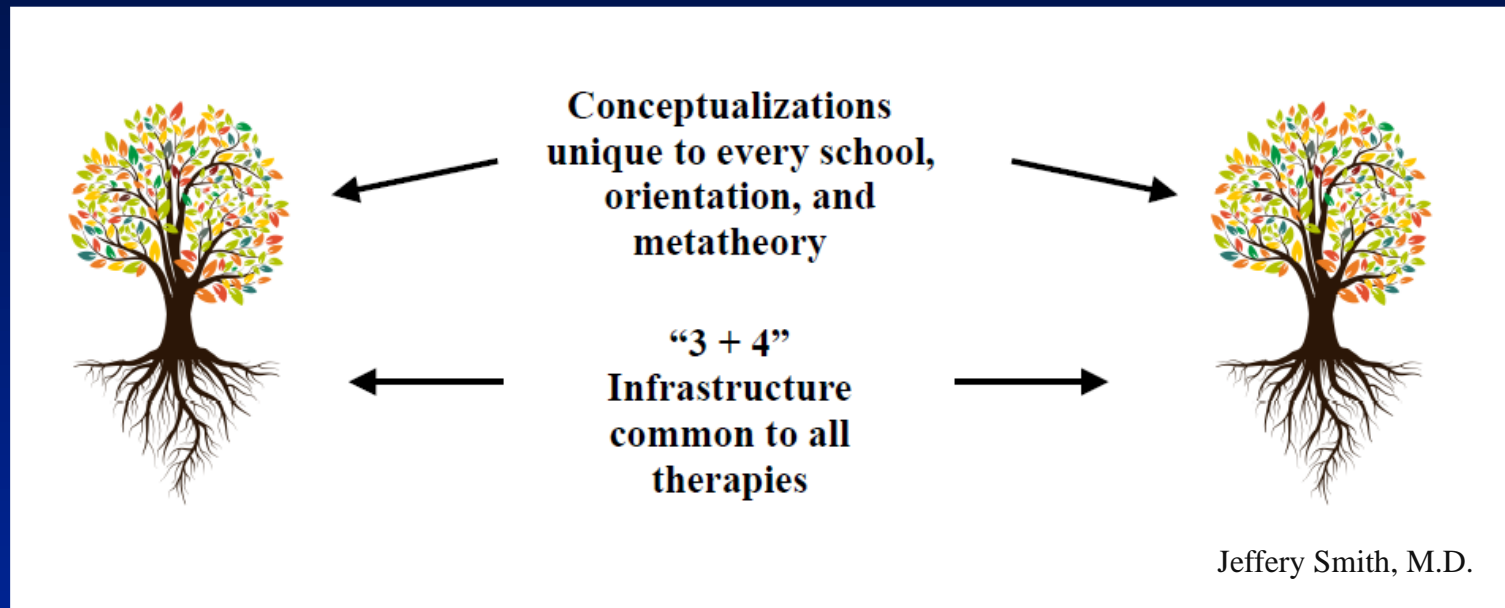 Conceptualizations
unique to every school,
orientation, and
metatheory
“3 + 4”
Infrastructure
common to all
therapies
Jeffery Smith, M.D.